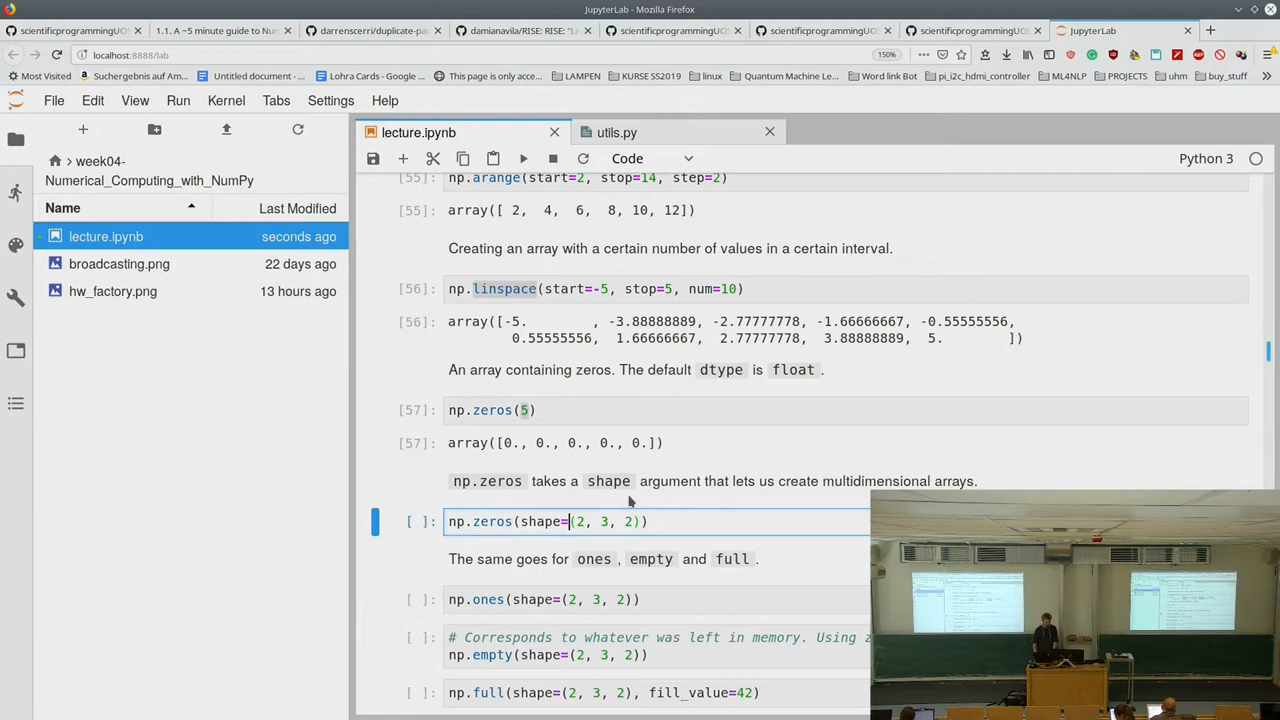 JupyterLab - Mozilla Firefox
scientificprogrammingUOS
1.1. A ~5 minute guide to Nu
darrenscerri/duplicate-pa
damianavila/RISE: RISE: "Li
scientificprogrammingUOS
scientificprogrammingUOS
scientificprogrammingUOS
JupyterLab
localhost:8888/lab
150%
Most Visited
Suchergebnis auf Am...
Untitled document -...
Lohra Cards - Google ...
This page is only acce...
LAMPEN
KURSE SS2019
linux
Quantum Machine Le...
Word link Bot
pi_i2c_hdmi_controller
ML4NLP
PROJECTS
uhm
buy_stuff
File Edit View Run Kernel Tabs Settings Help
lecture.ipynb
utils.py
Code
Python 3
week04-
Numerical_Computing_with_NumPy
Name Last Modified
lecture.ipynb seconds ago
broadcasting.png 22 days ago
hw_factory.png 13 hours ago
[55]: np.arange(start=2, stop=14, step=2)
[55]: array([ 2, 4, 6, 8, 10, 12])
Creating an array with a certain number of values in a certain interval.
[56]: np.linspace(start=-5, stop=5, num=10)
[56]: array([-5. , -3.88888889, -2.77777778, -1.66666667, -0.55555556,
0.55555556, 1.66666667, 2.77777778, 3.88888889, 5. ])
An array containing zeros. The default dtype is float.
[57]: np.zeros(5)
[57]: array([0., 0., 0., 0., 0.])
np.zeros takes a shape argument that lets us create multidimensional arrays.
[ ]: np.zeros(shape=(2, 3, 2))
The same goes for ones, empty and full.
[ ]: np.ones(shape=(2, 3, 2))
[ ]: # Corresponds to whatever was left in memory. Using
np.empty(shape=(2, 3, 2))
[ ]: np.full(shape=(2, 3, 2), fill_value=42)